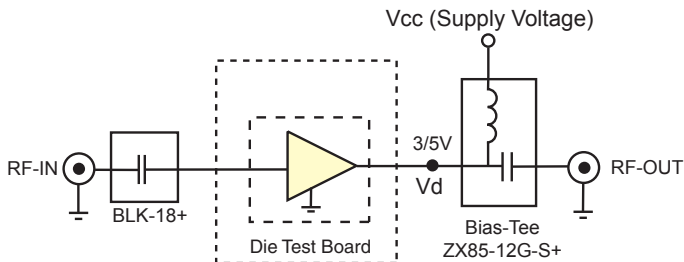 Vcc (Supply Voltage)
RF-IN
BLK-18+
Die Test Board
3/5V
Vd
Bias-Tee
ZX85-12G-S+
RF-OUT